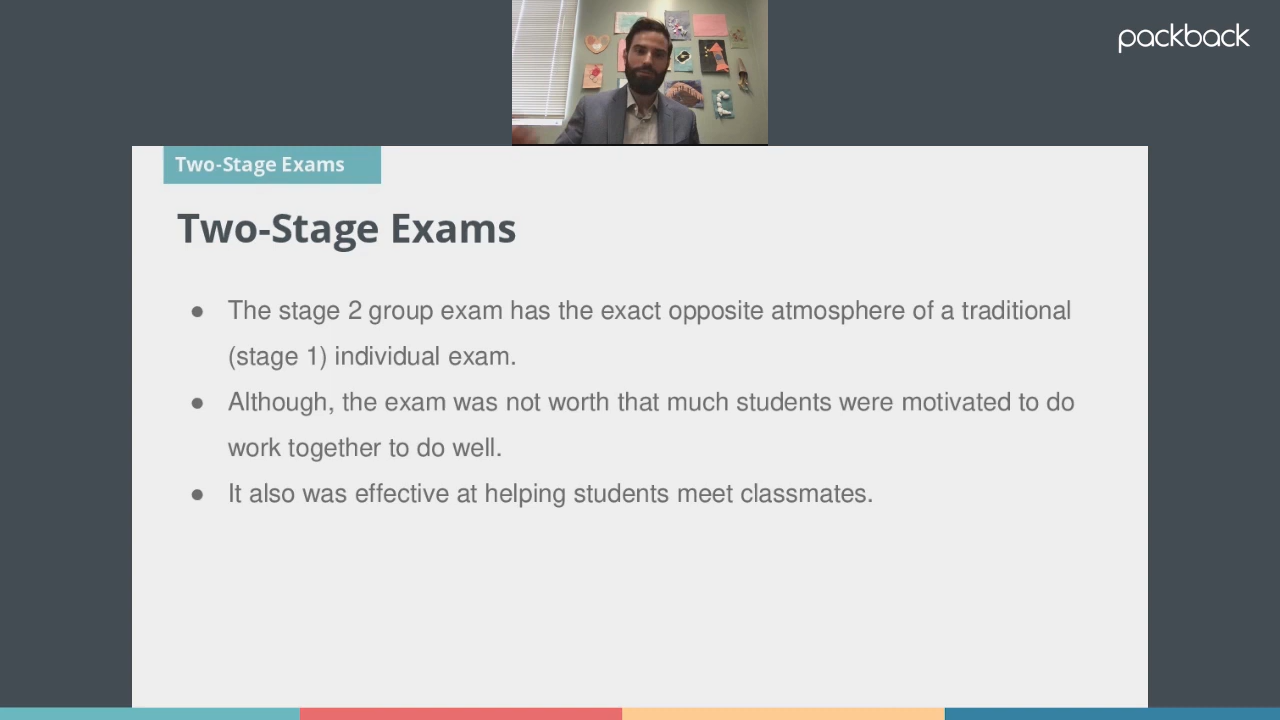 packback
Two-Stage Exams
Two-Stage Exams
● The stage 2 group exam has the exact opposite atmosphere of a traditional
(stage 1) individual exam.
● Although, the exam was not worth that much students were motivated to do
work together to do well.
● It also was effective at helping students meet classmates.